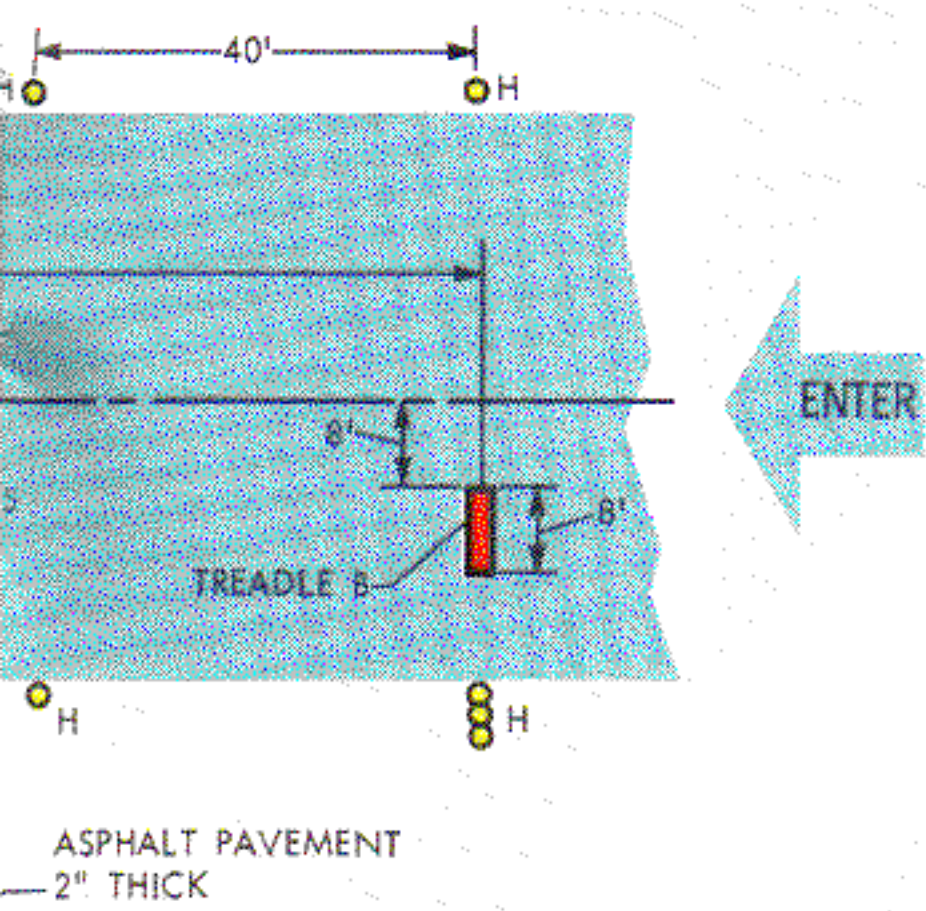 40'
H
H
ENTER
8'
8'
TREADLE B
H
H
ASPHALT PAVEMENT
2" THICK